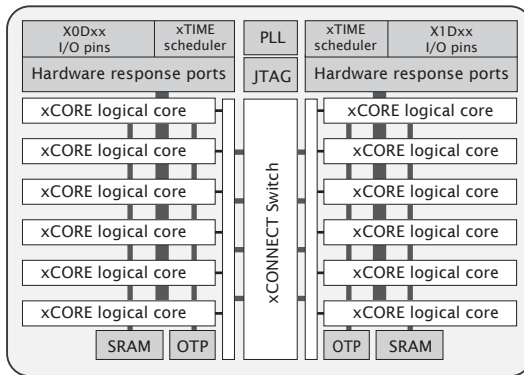 X0Dxx
I/O pins
xTIME
scheduler
PLL
xTIME
scheduler
X1Dxx
I/O pins
Hardware response ports
JTAG
Hardware response ports
xCORE logical core
xCORE logical core
xCORE logical core
xCORE logical core
xCORE logical core
xCORE logical core
xCONNECT Switch
xCORE logical core
xCORE logical core
xCORE logical core
xCORE logical core
xCORE logical core
xCORE logical core
SRAM
OTP
OTP
SRAM